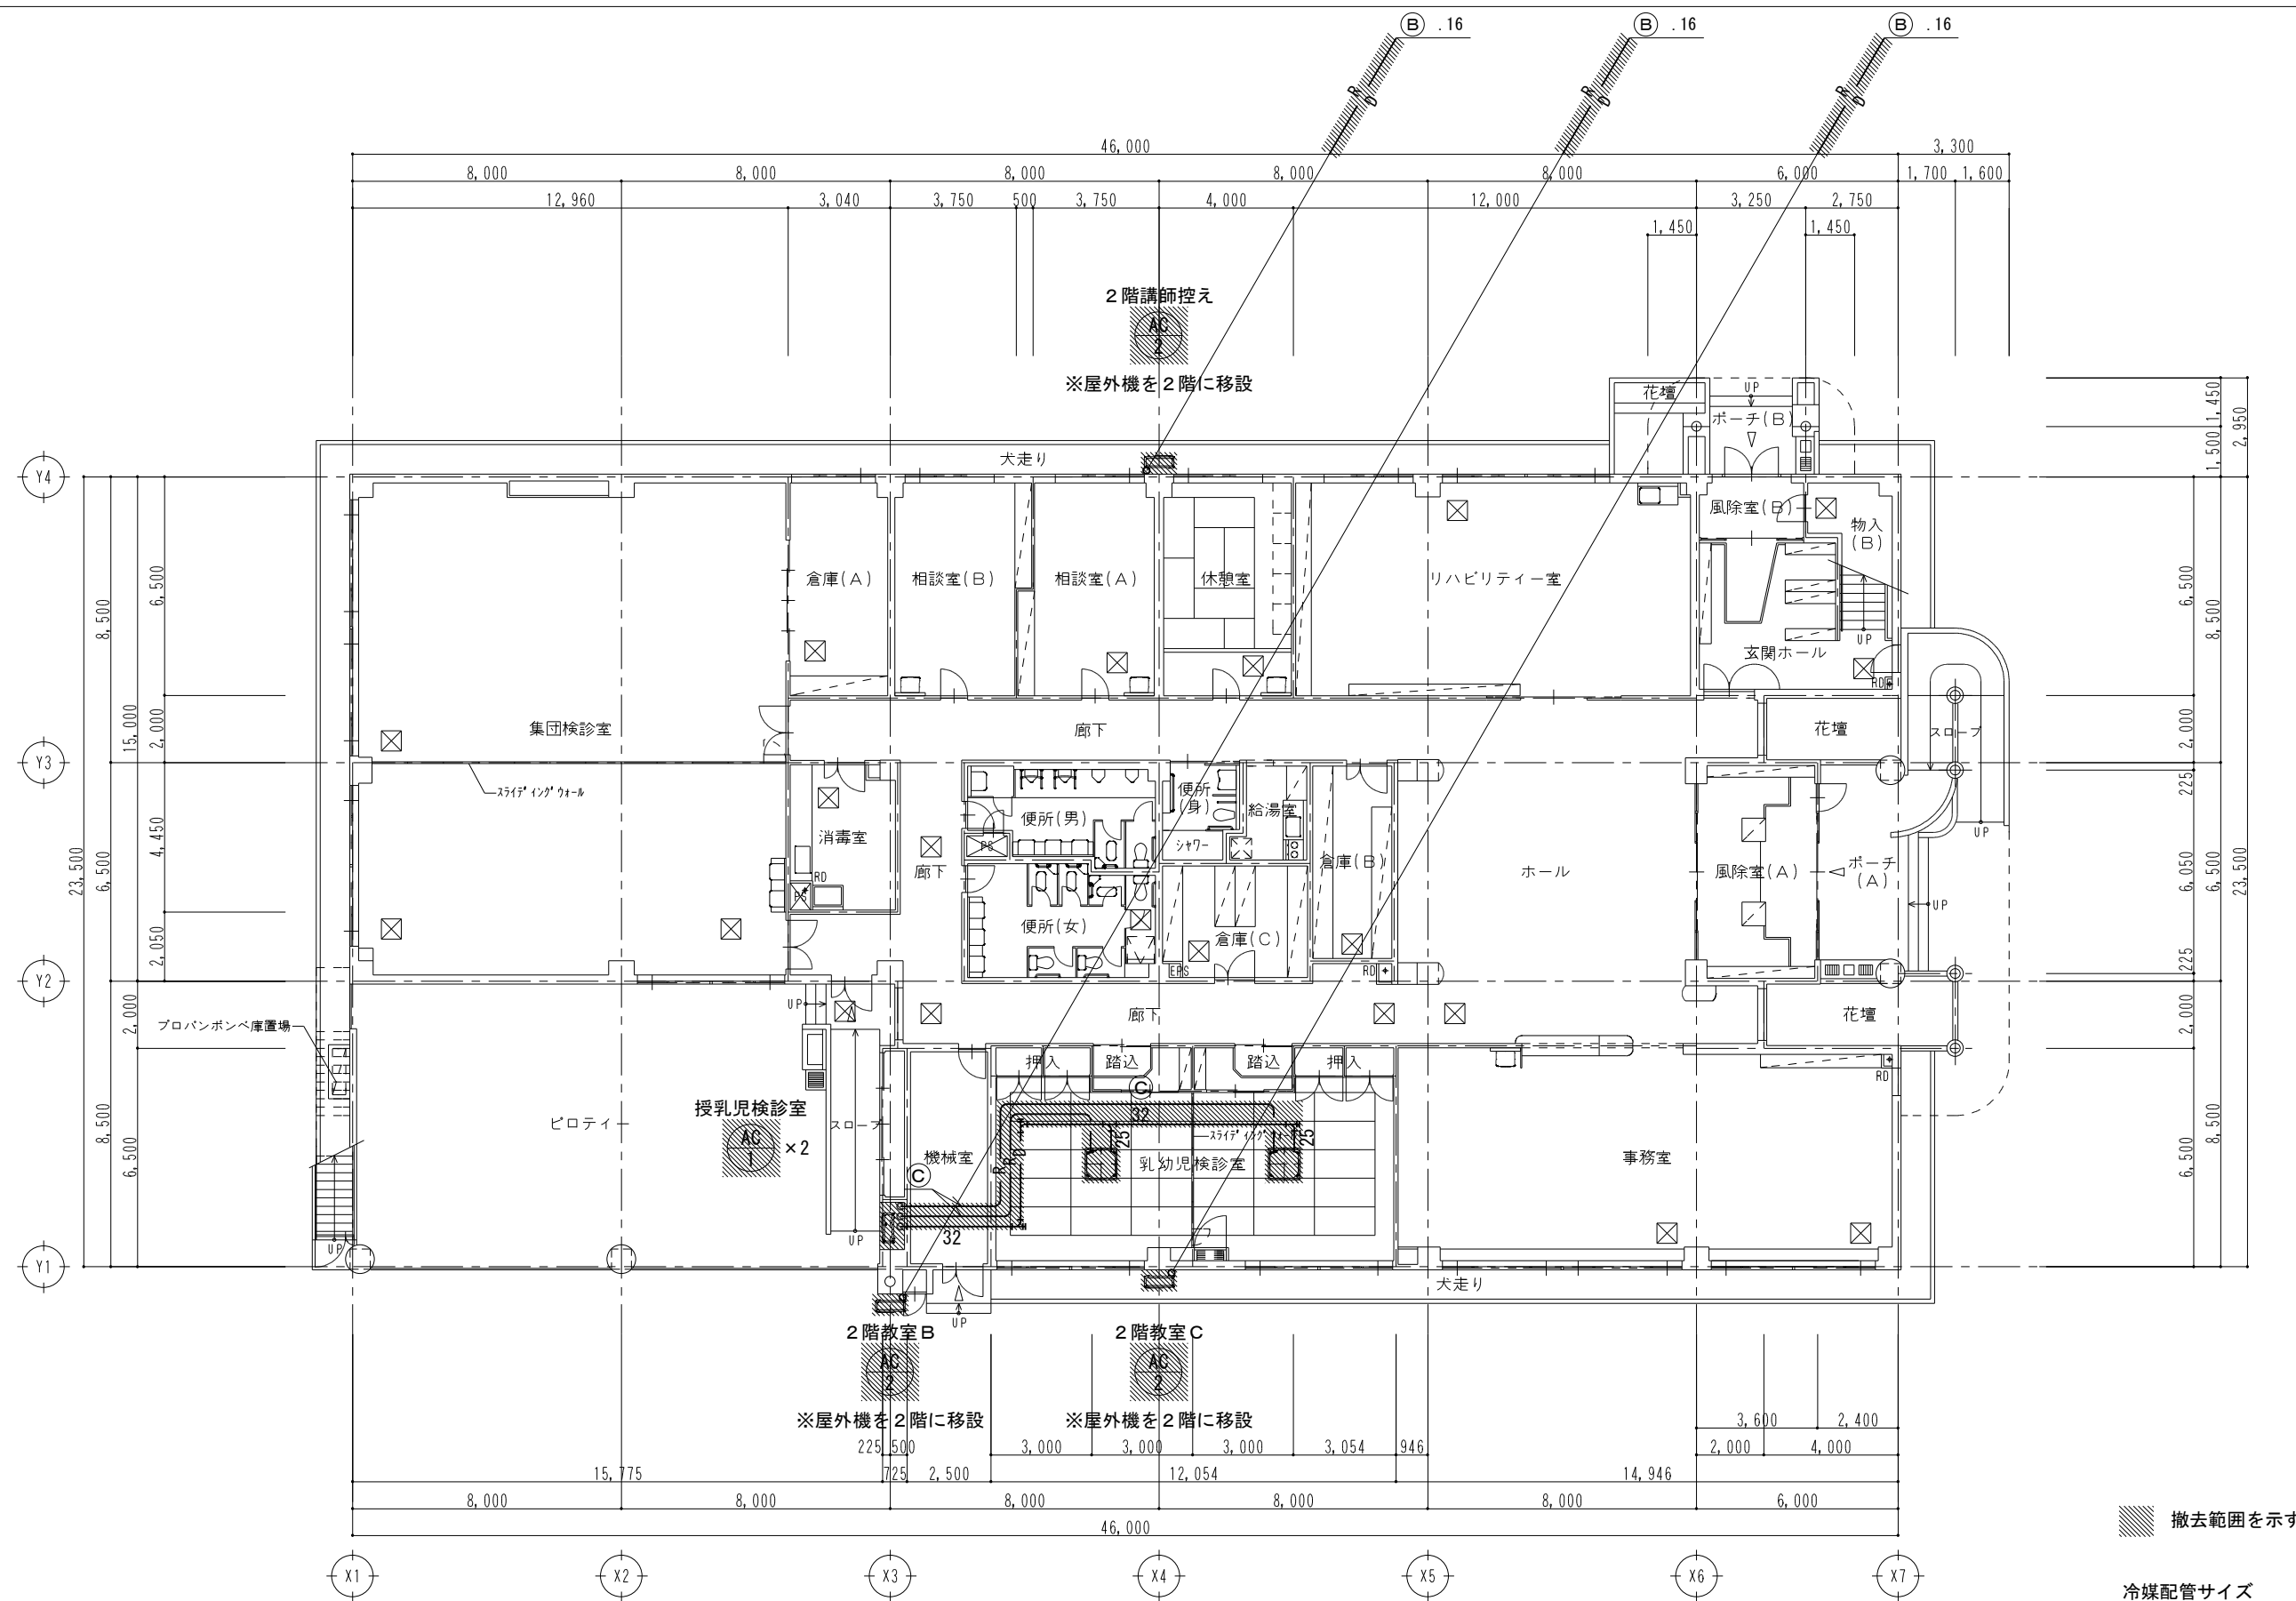 Ⓑ .16
Ⓑ .16
Ⓑ .16
R
D
R
D
R
D
46,000
3,300
8,000
8,000
8,000
8,000
8,000
6,000
1,700
1,600
12,960
3,040
3,750
500
3,750
4,000
12,000
3,250
2,750
1,450
1,450
2階講師控え
AC
2
※屋外機を2階に移設
花壇
UP
ポーチ(B)
1,450
2,950
1,500
犬走り
Y4
風除室(B)
物入
(B)
6,500
8,500
倉庫(A)
相談室(B)
相談室(A)
休憩室
リハビリティー室
6,500
8,500
UP
玄関ホール
RD
15,000
2,000
集団検診室
廊下
花壇
スロープ
2,000
Y3
スライディングウォール
225
便所
(身)
便所(男)
給湯室
UP
消毒室
PS
シャワー
4,450
23,500
6,500
倉庫(B)
廊下
ホール
風除室(A)
ポーチ
(A)
6,050
6,500
23,500
RD
PS
UP
便所(女)
倉庫(C)
2,050
EPS
RD
225
Y2
UP
プロパンボンベ庫置場
廊下
花壇
2,000
2,000
押入
踏込
踏込
押入
RD
Ⓒ
32
授乳児検診室
AC
1
×2
ピロティー
スロープ
25
スライディングウォール
25
機械室
乳幼児検診室
事務室
8,500
6,500
6,500
8,500
R
R
D
Ⓒ
32
UP
UP
Y1
犬走り
UP
2階教室B
AC
2
※屋外機を2階に移設
2階教室C
AC
2
※屋外機を2階に移設
3,600
2,400
225
500
3,000
3,000
3,000
3,054
946
2,000
4,000
15,775
725
2,500
12,054
14,946
8,000
8,000
8,000
8,000
8,000
6,000
46,000
撤去範囲を示す
X1
X2
X3
X4
X5
X6
X7
冷媒配管サイズ